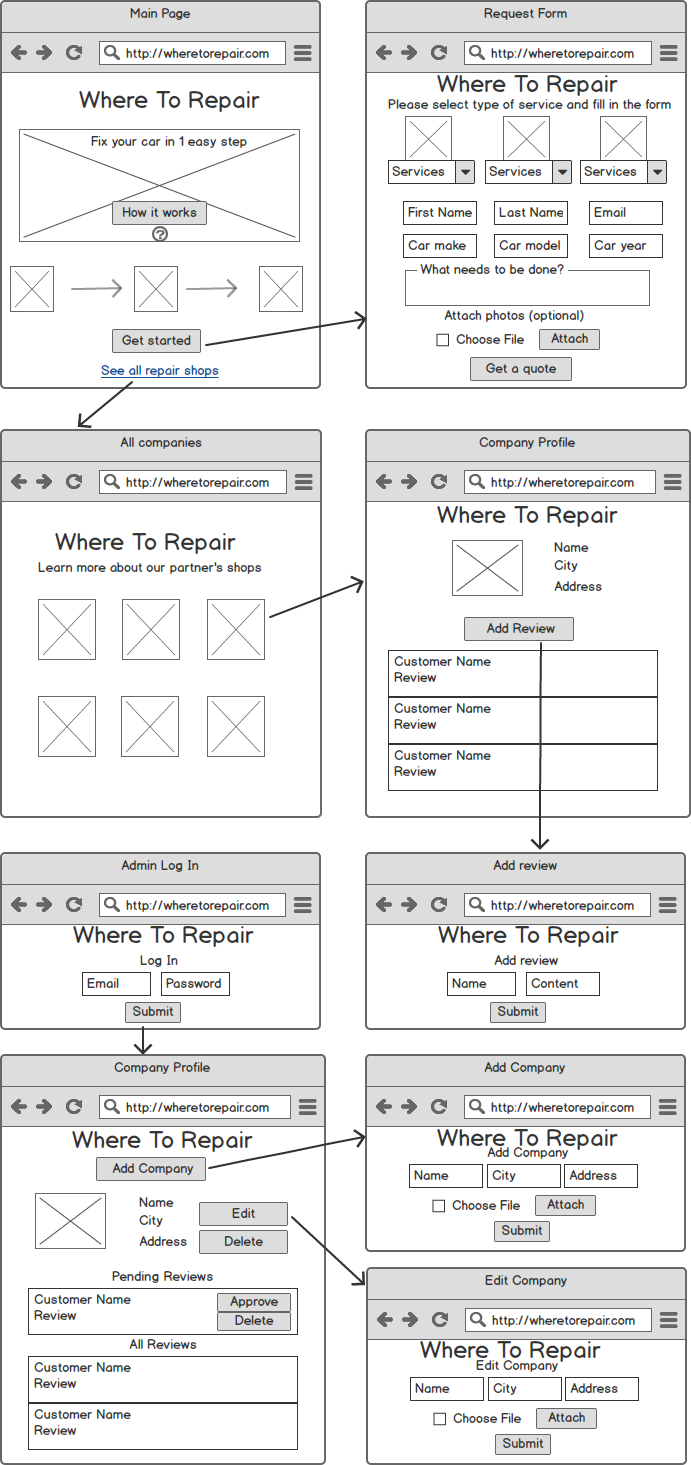 Main Page
http://wheretorepair.com
Where To Repair
Fix your car in 1 easy step
How it works
?
Get started
See all repair shops
Request Form
http://wheretorepair.com
Where To Repair
Please select type of service and fill in the form
Services Services Services
First Name Last Name Email
Car make Car model Car year
What needs to be done?
Attach photos (optional)
Choose File Attach
Get a quote
All companies
http://wheretorepair.com
Where To Repair
Learn more about our partner's shops
Company Profile
http://wheretorepair.com
Where To Repair
Name
City
Address
Add Review
Customer Name
Review
Customer Name
Review
Customer Name
Review
Admin Log In
http://wheretorepair.com
Where To Repair
Log In
Email Password
Submit
Add review
http://wheretorepair.com
Where To Repair
Add review
Name Content
Submit
Company Profile
http://wheretorepair.com
Where To Repair
Add Company
Name
City Edit
Address Delete
Pending Reviews
Customer Name Approve
Review Delete
All Reviews
Customer Name
Review
Customer Name
Review
Add Company
http://wheretorepair.com
Where To Repair
Add Company
Name City Address
Choose File Attach
Submit
Edit Company
http://wheretorepair.com
Where To Repair
Edit Company
Name City Address
Choose File Attach
Submit